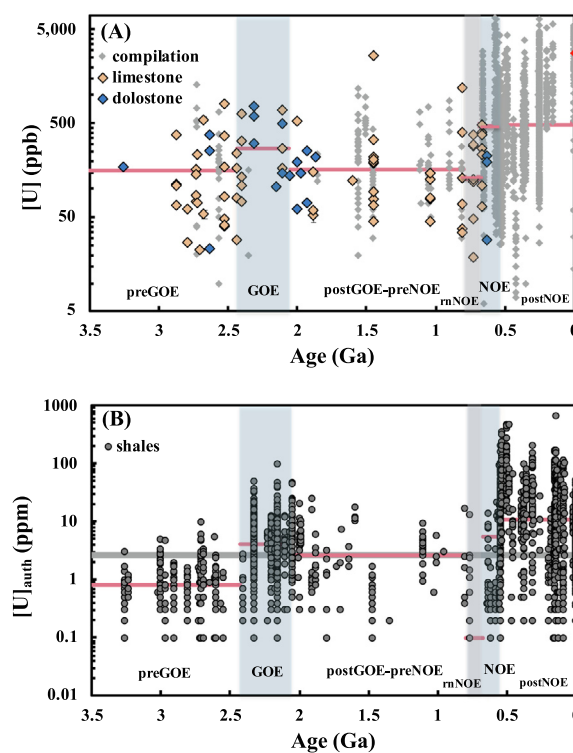 (A)
compilation
limestone
dolostone
[U] (ppb)
5,000
500
50
5
preGOE
GOE
postGOE-preNOE
rnNOE
NOE
postNOE
3.5
3
2.5
2
1.5
1
0.5
0
Age (Ga)
(B)
shales
[U]auth (ppm)
1000
100
10
1
0.1
0.01
preGOE
GOE
postGOE-preNOE
rnNOE
NOE
postNOE
3.5
3
2.5
2
1.5
1
0.5
0
Age (Ga)